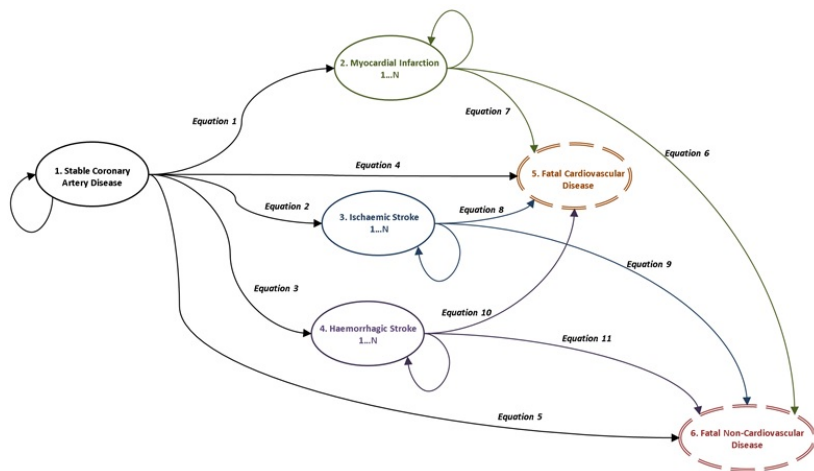 2. Myocardial Infarction
1...N
Equation 1
Equation 7
Equation 6
1. Stable Coronary
Artery Disease
Equation 4
5. Fatal Cardiovascular
Disease
Equation 2
3. Ischaemic Stroke
1...N
Equation 8
Equation 9
Equation 3
4. Haemorrhagic Stroke
1...N
Equation 10
Equation 11
Equation 5
6. Fatal Non-Cardiovascular
Disease